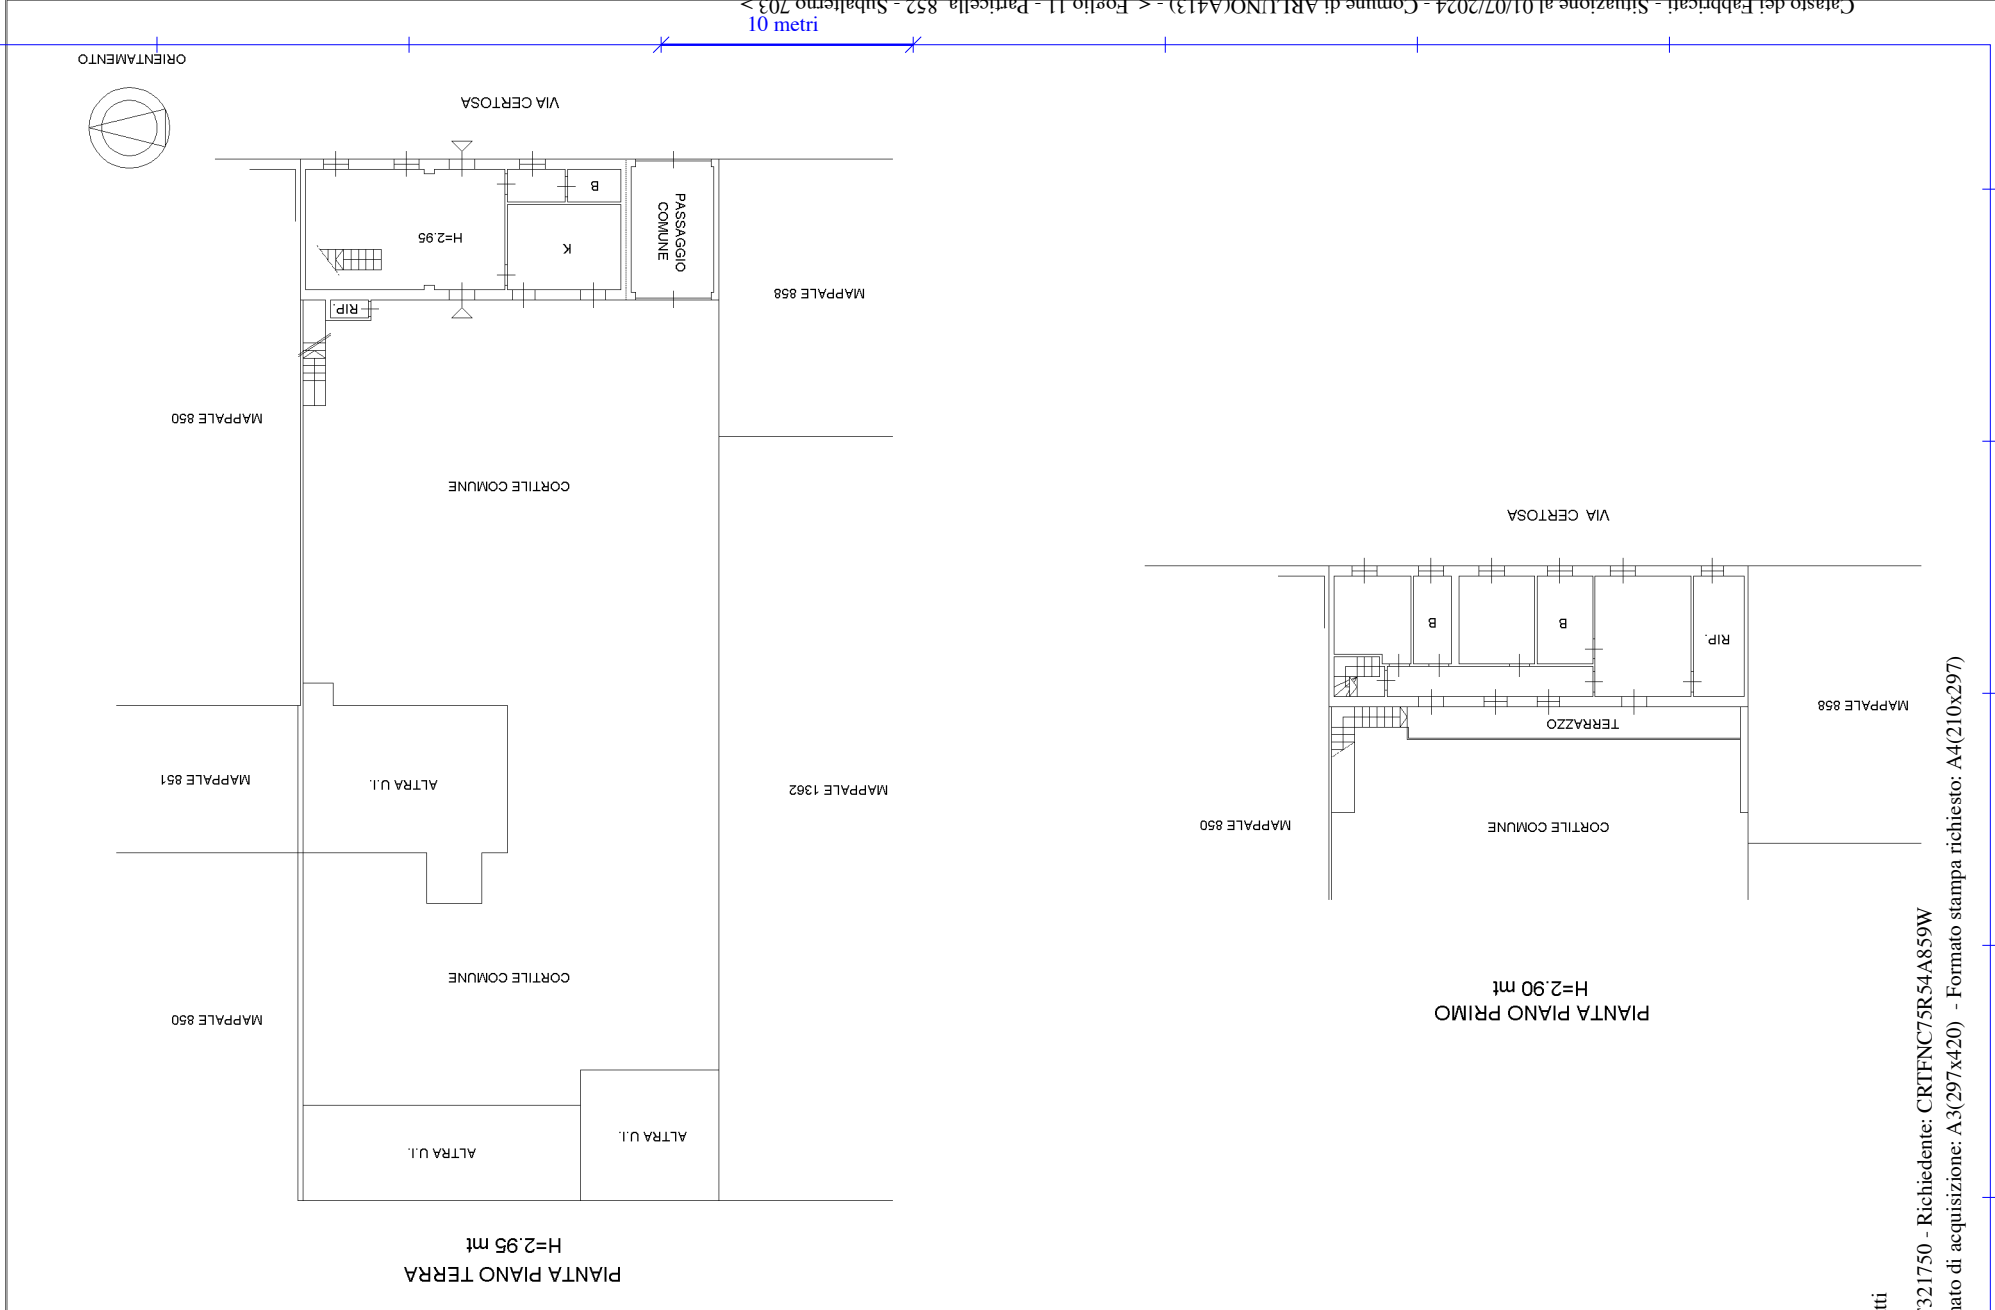 Catasto dei Fabbricati - Situazione al 01/07/2024 - Comune di ARLUNO(A413) - < Foglio 11 - Particella 852 - Subalterno 703 >
10 metri
ORIENTAMENTO
VIA CERTOSA
B
K
H=2.95
PASSAGGIO
COMUNE
RIP.
MAPPALE 858
MAPPALE 850
CORTILE COMUNE
MAPPALE 851
ALTRA U.I.
MAPPALE 1362
CORTILE COMUNE
MAPPALE 850
ALTRA U.I.
ALTRA U.I.
PIANTA PIANO TERRA
H=2.95 mt
VIA CERTOSA
B
B
RIP.
TERRAZZO
MAPPALE 858
MAPPALE 850
CORTILE COMUNE
PIANTA PIANO PRIMO
H=2.90 mt
tti
321750 - Richiedente: CRTFNC75R54A859W
nato di acquisizione: A3(297x420) - Formato stampa richiesto: A4(210x297)